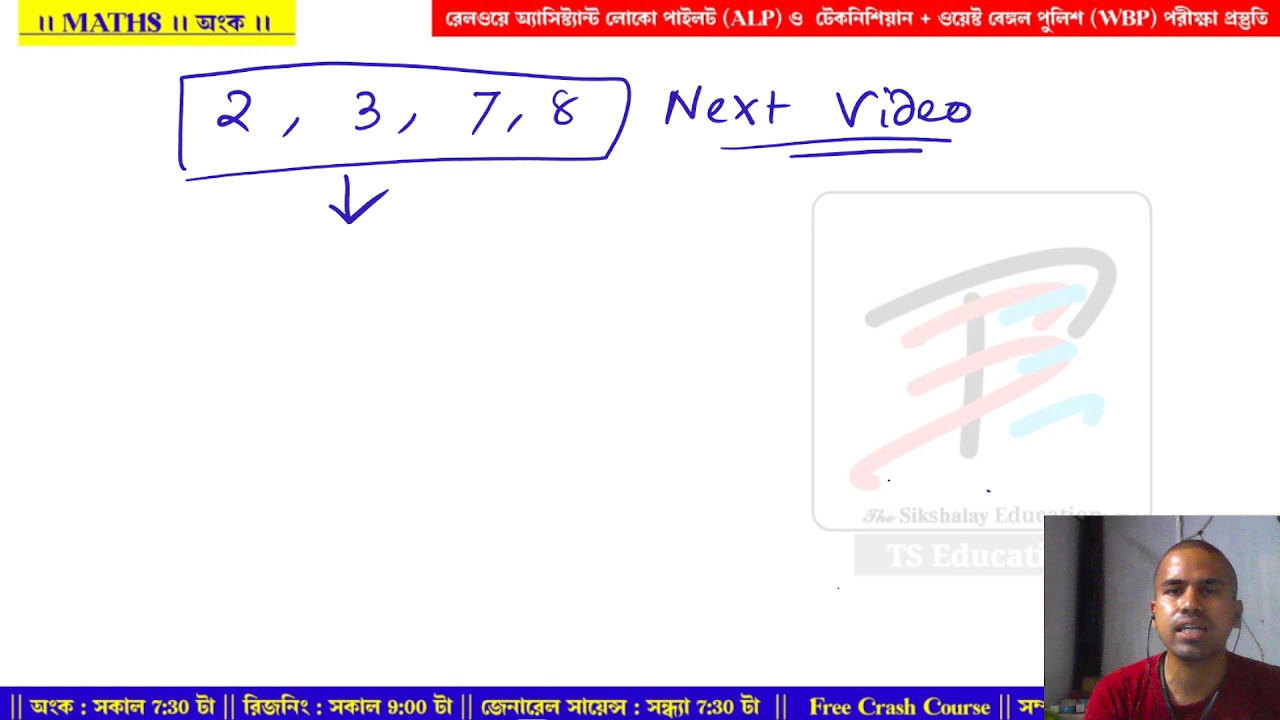 ।। MATHS ।। অংক ।।
রেলওয়ে অ্যাসিস্ট্যান্ট লোকো পাইলট (ALP) ও টেকনিশিয়ান + ওয়েস্ট বেঙ্গল পুলিশ (WBP) পরীক্ষা প্রস্তুতি
2, 3, 7, 8 Next Video
The Sikshalay Education
TS Educati
|| অংক : সকাল 7:30 টা || রিজনিং : সকাল 9:00 টা || জেনারেল সায়েন্স : সন্ধ্যা 7:30 টা || Free Crash Course || সম